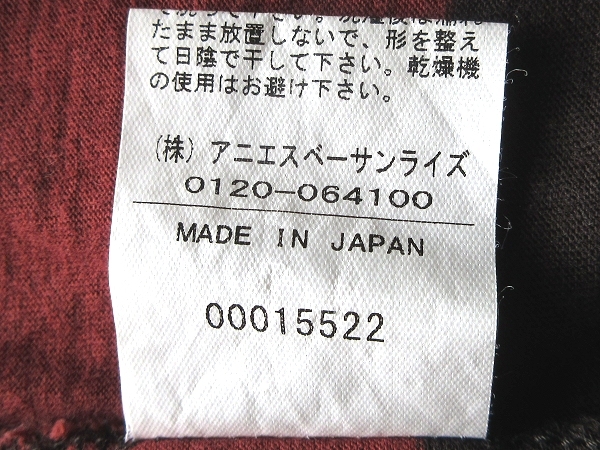 たまま放置しないで、形を整え
て日陰で干して下さい。乾燥機
の使用はお避け下さい。
(株) アニエスベーサンライズ
0120-064100
MADE IN JAPAN
00015522